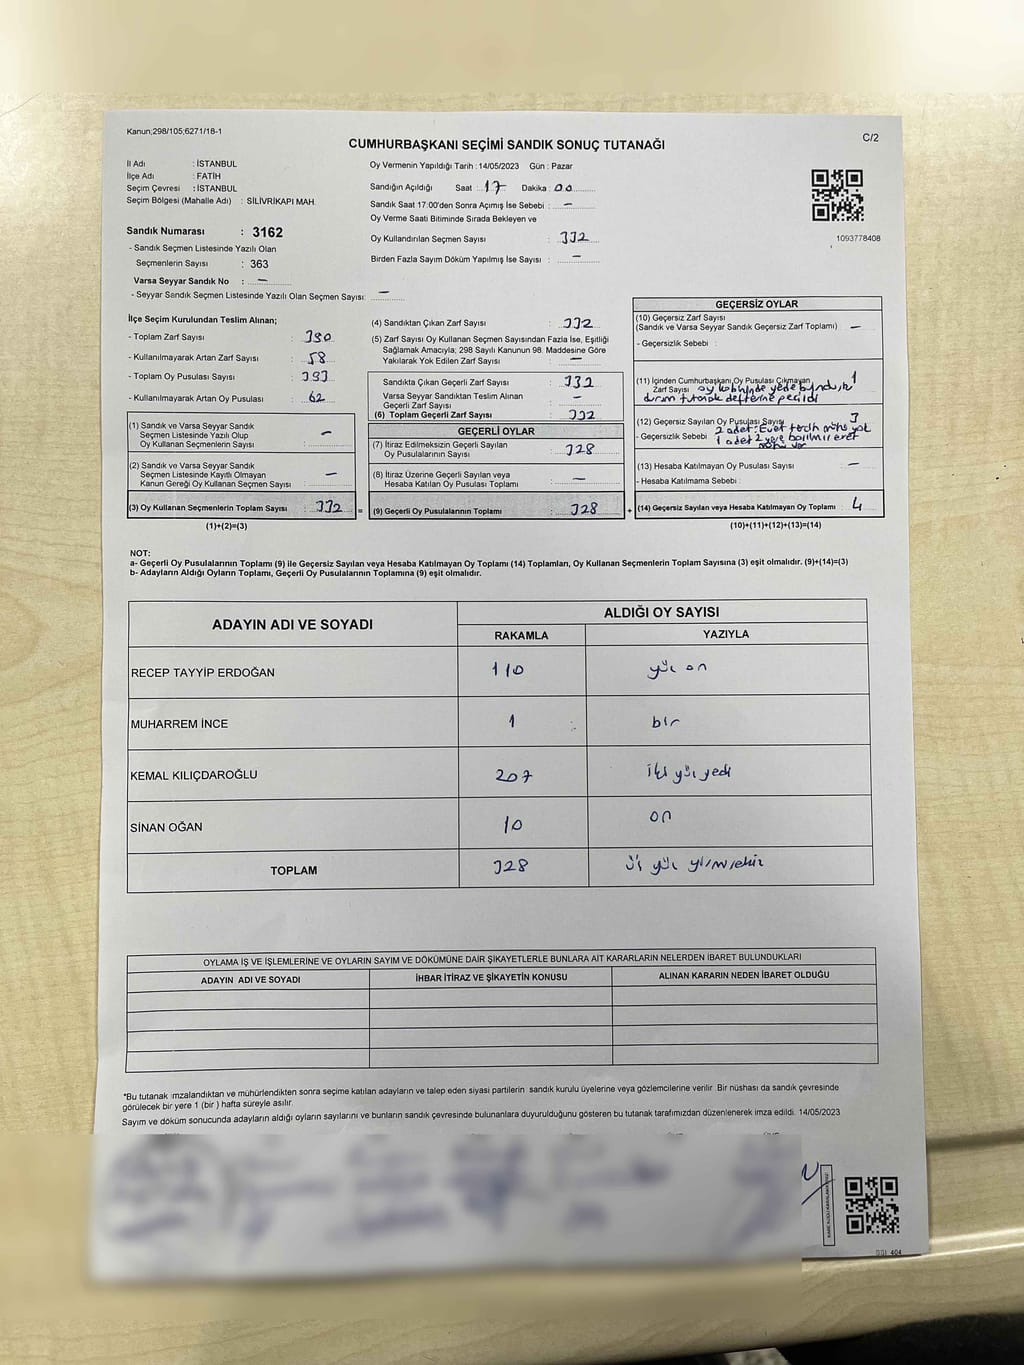 Kanun;298/105;6271/18-1
C/2
CUMHURBAŞKANI SEÇİMİ SANDIK SONUÇ TUTANAĞI
İl Adı : İSTANBUL
İlçe Adı : FATİH
Seçim Çevresi : İSTANBUL
Seçim Bölgesi (Mahalle Adı) : SİLİVRİKAPI MAH.
Sandık Numarası : 3162
- Sandık Seçmen Listesinde Yazılı Olan
Seçmenlerin Sayısı : 363
Varsa Seyyar Sandık No : —
- Seyyar Sandık Seçmen Listesinde Yazılı Olan Seçmen Sayısı: —
Oy Vermenin Yapıldığı Tarih : 14/05/2023 Gün : Pazar
Sandığın Açıldığı Saat : 17 Dakika : 00
Sandık Saat 17:00'den Sonra Açımış İse Sebebi : —
Oy Verme Saati Bitiminde Sırada Bekleyen ve
Oy Kullandırılan Seçmen Sayısı : 332
Birden Fazla Sayım Döküm Yapılmış İse Sayısı : —
1093778408
İlçe Seçim Kurulundan Teslim Alınan;
- Toplam Zarf Sayısı : 390
- Kullanılmayarak Artan Zarf Sayısı : 58
- Toplam Oy Pusulası Sayısı : 393
- Kullanılmayarak Artan Oy Pusulası : 62
(1) Sandık ve Varsa Seyyar Sandık
Seçmen Listesinde Yazılı Olup
Oy Kullanan Seçmenlerin Sayısı : —
(2) Sandık ve Varsa Seyyar Sandık
Seçmen Listesinde Kayıtlı Olmayan
Kanun Gereği Oy Kullanan Seçmen Sayısı : —
(3) Oy Kullanan Seçmenlerin Toplam Sayısı : 332 =
(1)+(2)=(3)
(4) Sandıktan Çıkan Zarf Sayısı : 332
(5) Zarf Sayısı Oy Kullanan Seçmen Sayısından Fazla İse, Eşitliği
Sağlamak Amacıyla; 298 Sayılı Kanunun 98. Maddesine Göre
Yakılarak Yok Edilen Zarf Sayısı : —
Sandıkta Çıkan Geçerli Zarf Sayısı : 332
Varsa Seyyar Sandıktan Teslim Alınan
Geçerli Zarf Sayısı : —
(6) Toplam Geçerli Zarf Sayısı : 332
GEÇERLİ OYLAR
(7) İtiraz Edilmeksizin Geçerli Sayılan
Oy Pusulalarının Sayısı : 328
(8) İtiraz Üzerine Geçerli Sayılan veya
Hesaba Katılan Oy Pusulası Toplamı : —
(9) Geçerli Oy Pusulalarının Toplamı : 328 +
GEÇERSİZ OYLAR
(10) Geçersiz Zarf Sayısı
(Sandık ve Varsa Seyyar Sandık Geçersiz Zarf Toplamı) : —
- Geçersizlik Sebebi :
(11) İçinden Cumhurbaşkanı Oy Pusulası Çıkmayan
Zarf Sayısı 1
durum tutanak defterine geçildi
(12) Geçersiz Sayılan Oy Pusulası Sayısı 3
- Geçersizlik Sebebi : 2 adet: Evet tercih mührü yok
1 adet 2 yere basılmış evet
mührü var
(13) Hesaba Katılmayan Oy Pusulası Sayısı : —
- Hesaba Katılmama Sebebi :
(14) Geçersiz Sayılan veya Hesaba Katılmayan Oy Toplamı : 4
(10)+(11)+(12)+(13)=(14)
NOT:
a- Geçerli Oy Pusulalarının Toplamı (9) ile Geçersiz Sayılan veya Hesaba Katılmayan Oy Toplamı (14) Toplamları, Oy Kullanan Seçmenlerin Toplam Sayısına (3) eşit olmalıdır. (9)+(14)=(3)
b- Adayların Aldığı Oyların Toplamı, Geçerli Oy Pusulalarının Toplamına (9) eşit olmalıdır.
ADAYIN ADI VE SOYADI
ALDIĞI OY SAYISI
RAKAMLA YAZIYLA
RECEP TAYYİP ERDOĞAN 110 yüz on
MUHARREM İNCE 1 bir
KEMAL KILIÇDAROĞLU 207 iki yüz yedi
SİNAN OĞAN 10 on
TOPLAM 328 üç yüz yirmi sekiz
OYLAMA İŞ VE İŞLEMLERİNE VE OYLARIN SAYIM VE DÖKÜMÜNE DAİR ŞİKAYETLERLE BUNLARA AİT KARARLARIN NELERDEN İBARET BULUNDUKLARI
ADAYIN ADI VE SOYADI İHBAR İTİRAZ VE ŞİKAYETİN KONUSU ALINAN KARARIN NEDEN İBARET OLDUĞU
*Bu tutanak imzalandıktan ve mühürlendikten sonra seçime katılan adayların ve talep eden siyasi partilerin sandık kurulu üyelerine veya gözlemcilerine verilir. Bir nüshası da sandık çevresinde
görülecek bir yere 1 (bir ) hafta süreyle asılır.
Sayım ve döküm sonucunda adayların aldığı oyların sayılarını ve bunların sandık çevresinde bulunanlara duyurulduğunu gösteren bu tutanak tarafımızdan düzenlenerek imza edildi. 14/05/2023